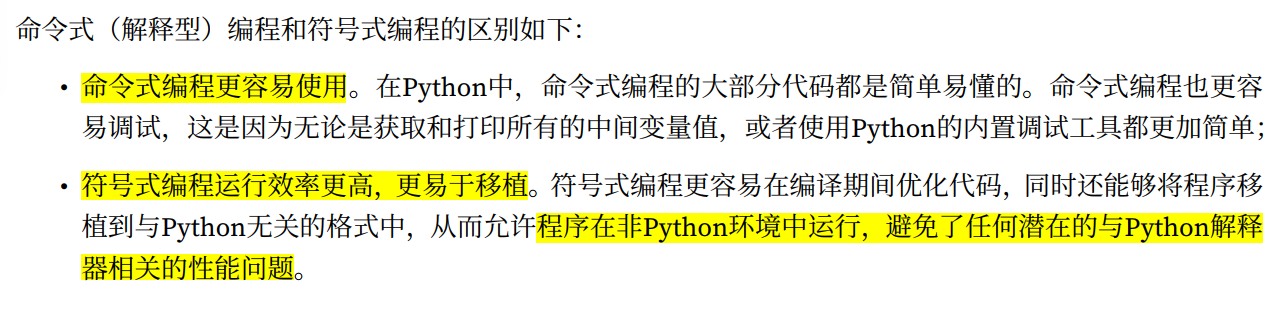 命令式（解释型）编程和符号式编程的区别如下：
• 命令式编程更容易使用。在Python中，命令式编程的大部分代码都是简单易懂的。命令式编程也更容
易调试，这是因为无论是获取和打印所有的中间变量值，或者使用Python的内置调试工具都更加简单；
• 符号式编程运行效率更高，更易于移植。符号式编程更容易在编译期间优化代码，同时还能够将程序移
植到与Python无关的格式中，从而允许程序在非Python环境中运行，避免了任何潜在的与Python解释
器相关的性能问题。